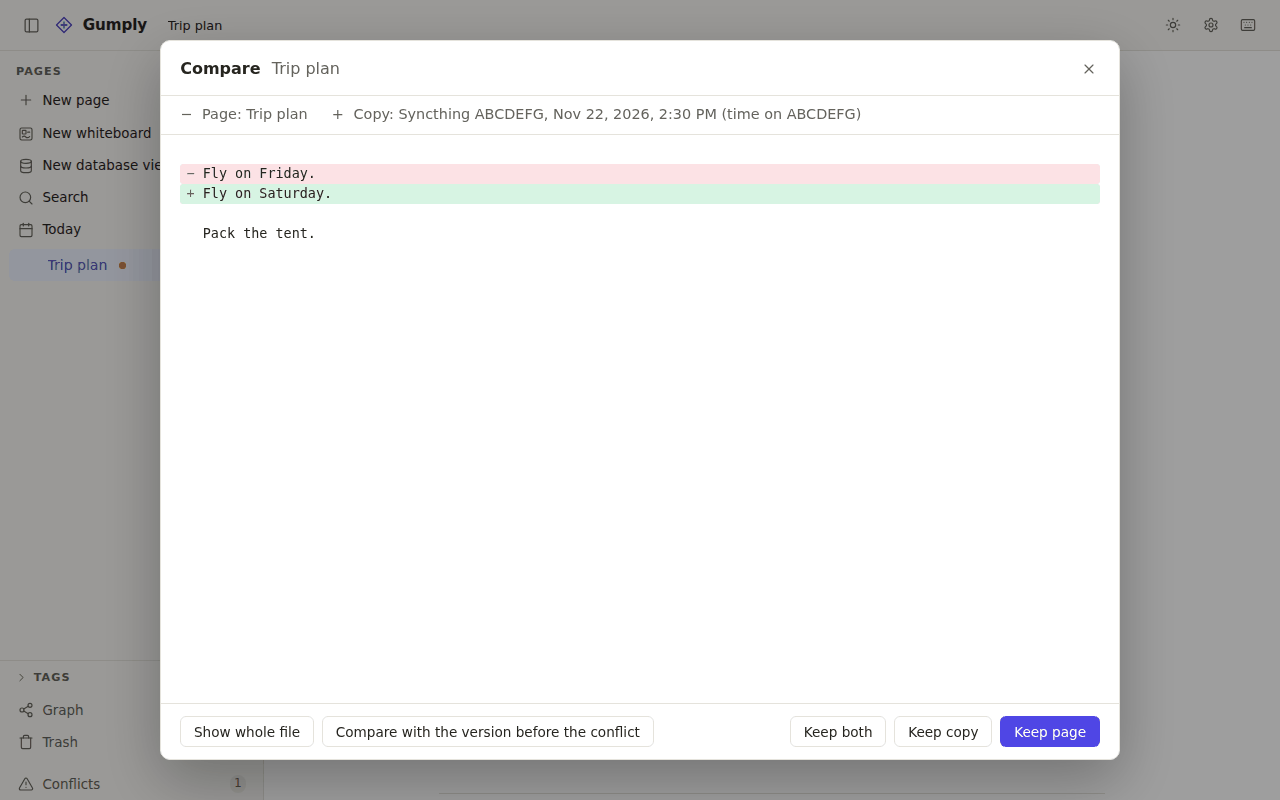 Gumply Trip plan
PAGES
New page
New whiteboard
New database vie
Search
Today
Trip plan
TAGS
Graph
Trash
Conflicts 1
Compare Trip plan
− Page: Trip plan + Copy: Syncthing ABCDEFG, Nov 22, 2026, 2:30 PM (time on ABCDEFG)
− Fly on Friday.
+ Fly on Saturday.
Pack the tent.
Show whole file Compare with the version before the conflict Keep both Keep copy Keep page